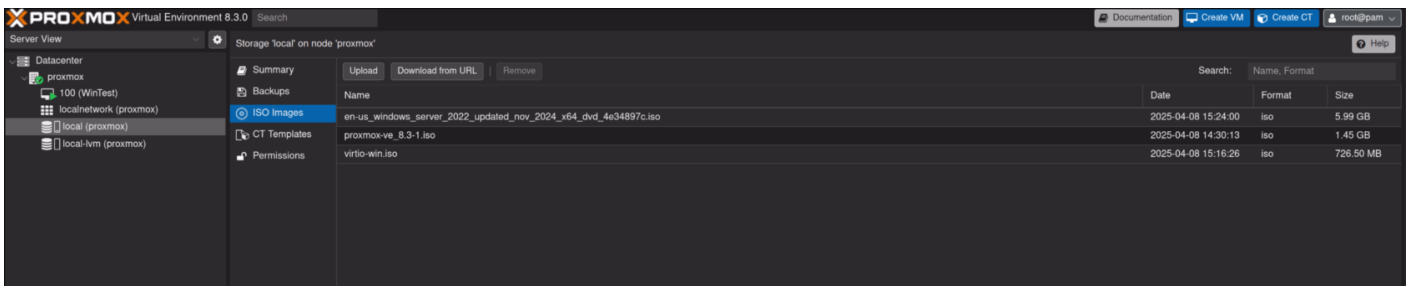 PROXMOX Virtual Environment 8.3.0 Search Documentation Create VM Create CT root@pam
Server View
Storage 'local' on node 'proxmox' Help
Datacenter
proxmox
100 (WinTest)
localnetwork (proxmox)
local (proxmox)
local-lvm (proxmox)
Summary
Backups
ISO Images
CT Templates
Permissions
Upload Download from URL Remove Search: Name, Format
Name Date Format Size
en-us_windows_server_2022_updated_nov_2024_x64_dvd_4e34897c.iso 2025-04-08 15:24:00 iso 5.99 GB
proxmox-ve_8.3-1.iso 2025-04-08 14:30:13 iso 1.45 GB
virtio-win.iso 2025-04-08 15:16:26 iso 726.50 MB